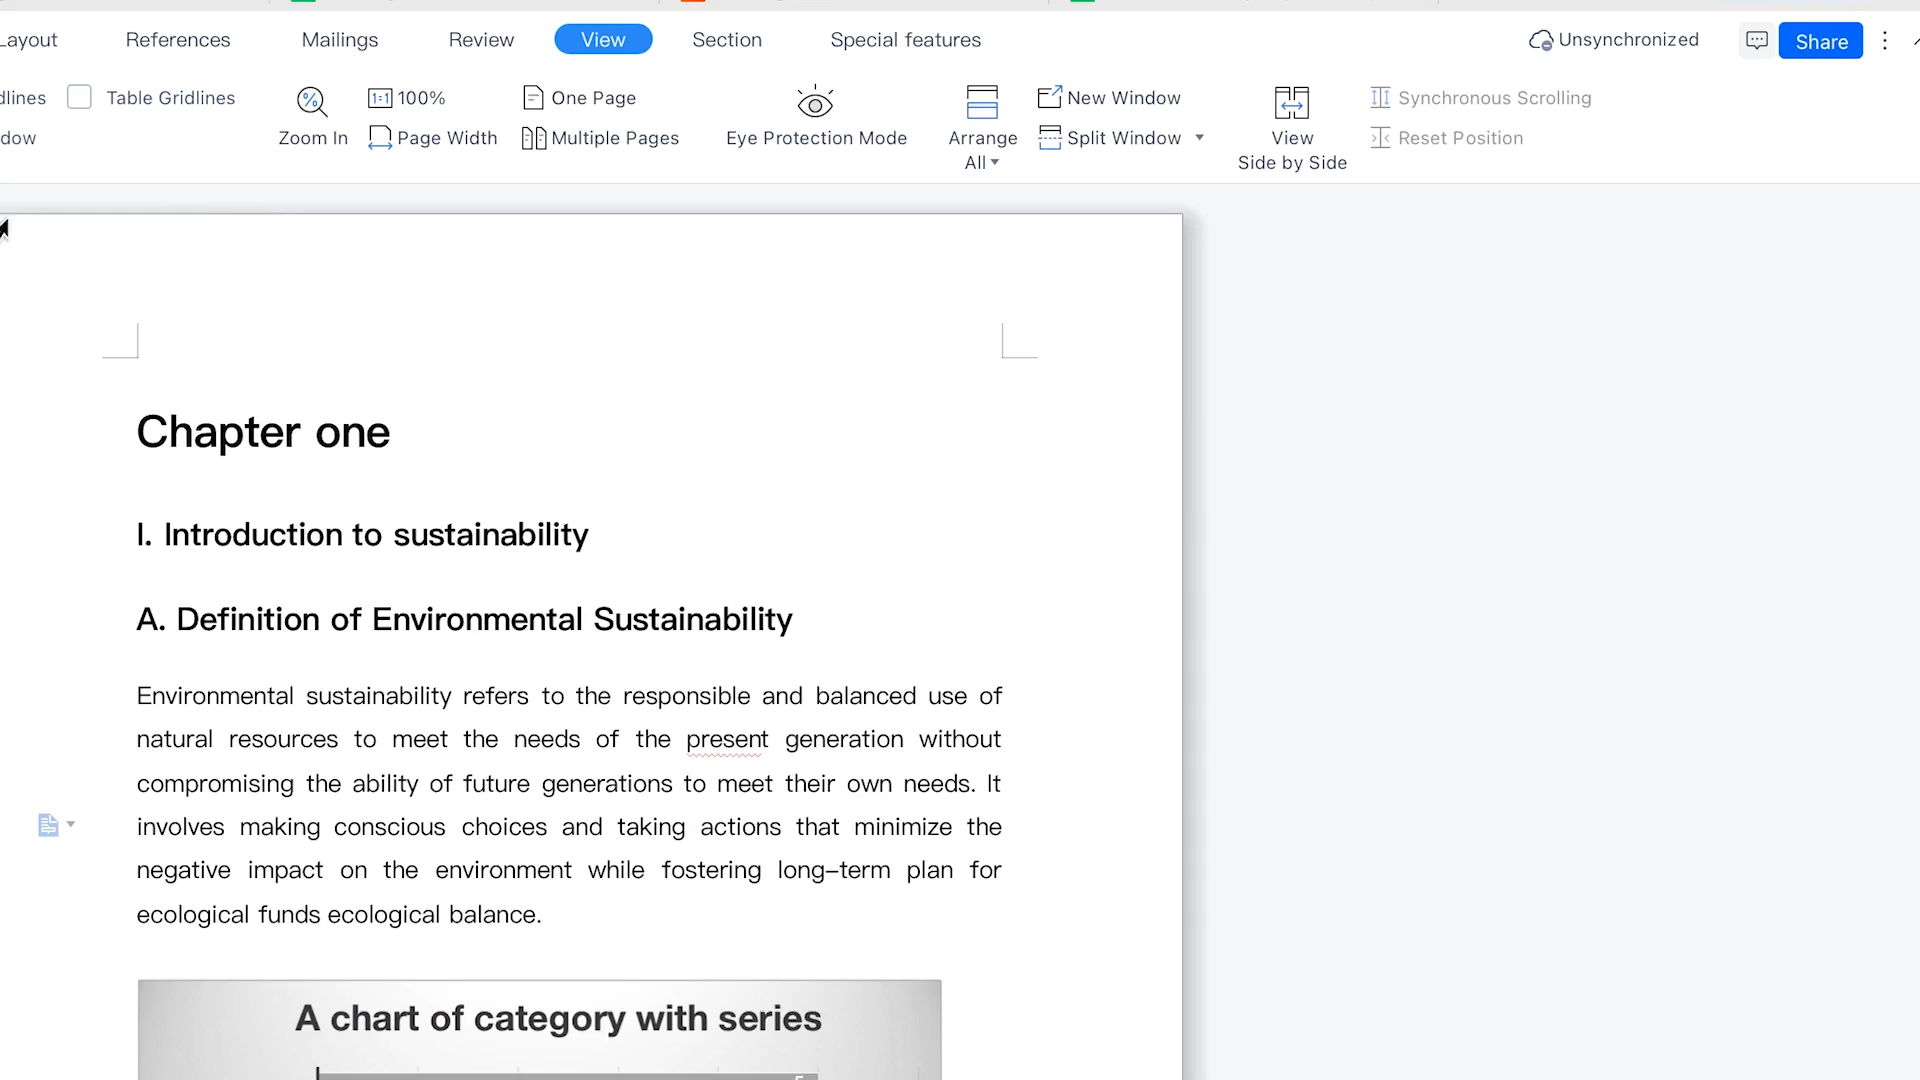 Layout References Mailings Review View Section Special features Unsynchronized Share
dlines Table Gridlines 1:1 100% One Page New Window Synchronous Scrolling
dow Zoom In Page Width Multiple Pages Eye Protection Mode Arrange Split Window View Reset Position
All Side by Side
Chapter one
I. Introduction to sustainability
A. Definition of Environmental Sustainability
Environmental sustainability refers to the responsible and balanced use of
natural resources to meet the needs of the present generation without
compromising the ability of future generations to meet their own needs. It
involves making conscious choices and taking actions that minimize the
negative impact on the environment while fostering long–term plan for
ecological funds ecological balance.
A chart of category with series